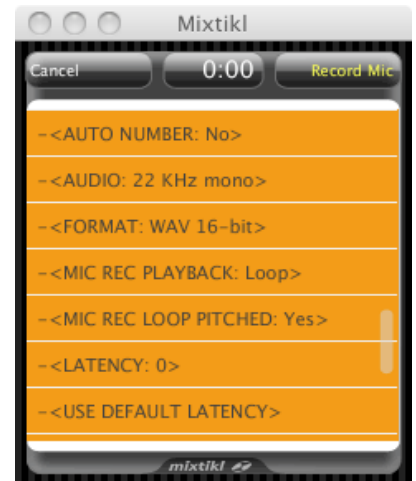 Mixtikl
Cancel 0:00 Record Mic
-<AUTO NUMBER: No>
-<AUDIO: 22 KHz mono>
-<FORMAT: WAV 16-bit>
-<MIC REC PLAYBACK: Loop>
-<MIC REC LOOP PITCHED: Yes>
-<LATENCY: 0>
-<USE DEFAULT LATENCY>
mixtikl